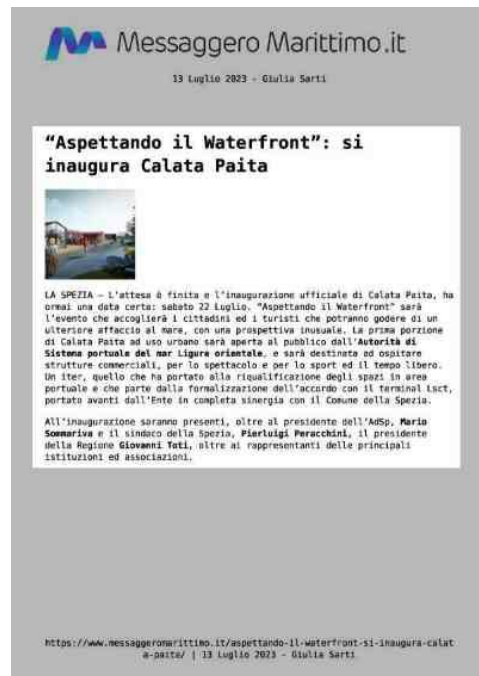 Messaggero Marittimo.it
13 Luglio 2023 - Giulia Sarti
“Aspettando il Waterfront”: si
inaugura Calata Paita
LA SPEZIA – L’attesa è finita e l’inaugurazione ufficiale di Calata Paita, ha
ormai una data certa: sabato 22 Luglio. “Aspettando il Waterfront” sarà
l’evento che accoglierà i cittadini ed i turisti che potranno godere di un
ulteriore affaccio al mare, con una prospettiva inusuale. La prima porzione
di Calata Paita ad uso urbano sarà aperta al pubblico dall’Autorità di
Sistema portuale del mar Ligure orientale, e sarà destinata ad ospitare
strutture commerciali, per lo spettacolo e per lo sport ed il tempo libero.
Un iter, quello che ha portato alla riqualificazione degli spazi in area
portuale e che parte dalla formalizzazione dell’accordo con il terminal Lsct,
portato avanti dall’Ente in completa sinergia con il Comune della Spezia.
All’inaugurazione saranno presenti, oltre al presidente dell’AdSp, Mario
Sommariva e il sindaco della Spezia, Pierluigi Peracchini, il presidente
della Regione Giovanni Toti, oltre ai rappresentanti delle principali
istituzioni ed associazioni.
https://www.messaggeromarittimo.it/aspettando-il-waterfront-si-inaugura-calat
a-paita/ | 13 Luglio 2023 - Giulia Sarti